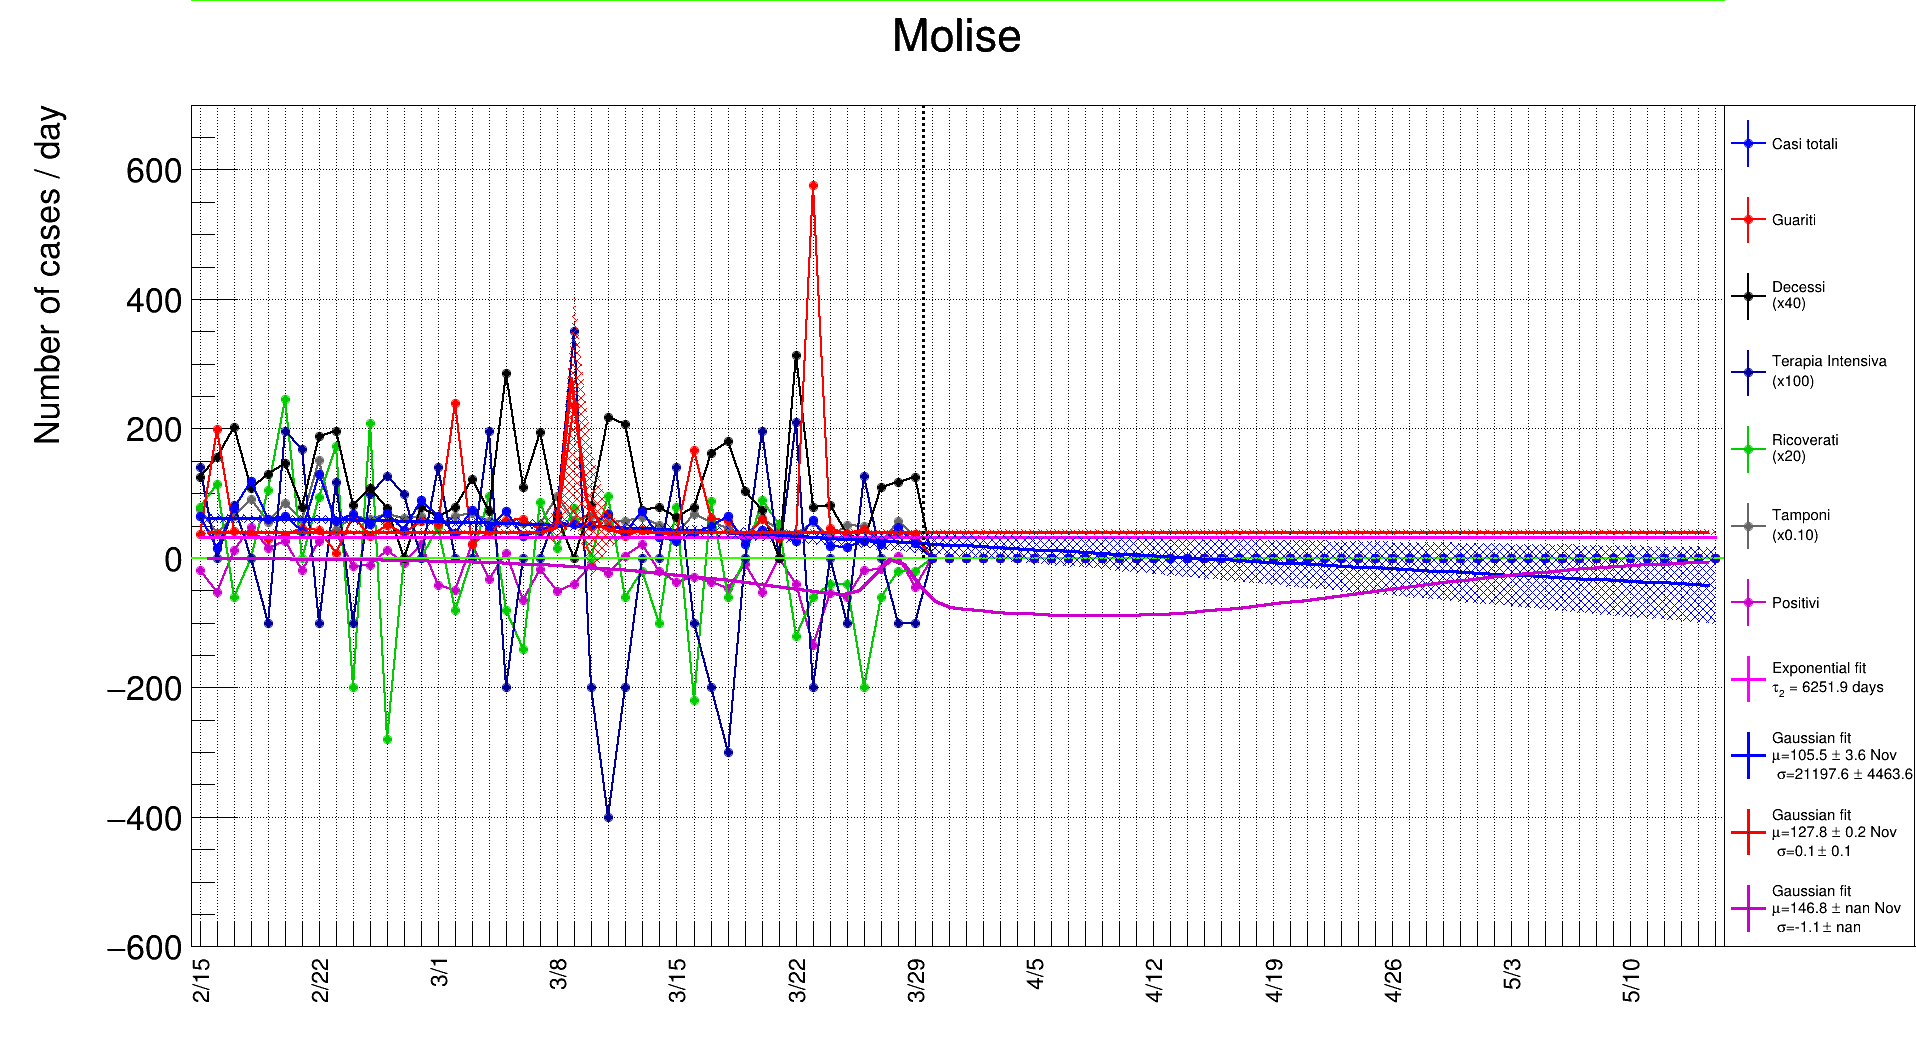 Molise
Number of cases / day
600
400
200
0
−200
−400
−600
2/15
2/22
3/1
3/8
3/15
3/22
3/29
4/5
4/12
4/19
4/26
5/3
5/10
Casi totali
Guariti
Decessi
(x40)
Terapia Intensiva
(x100)
Ricoverati
(x20)
Tamponi
(x0.10)
Positivi
Exponential fit
τ2 = 6251.9 days
Gaussian fit
μ=105.5 ± 3.6 Nov
σ=21197.6 ± 4463.6
Gaussian fit
μ=127.8 ± 0.2 Nov
σ=0.1 ± 0.1
Gaussian fit
μ=146.8 ± nan Nov
σ=-1.1 ± nan